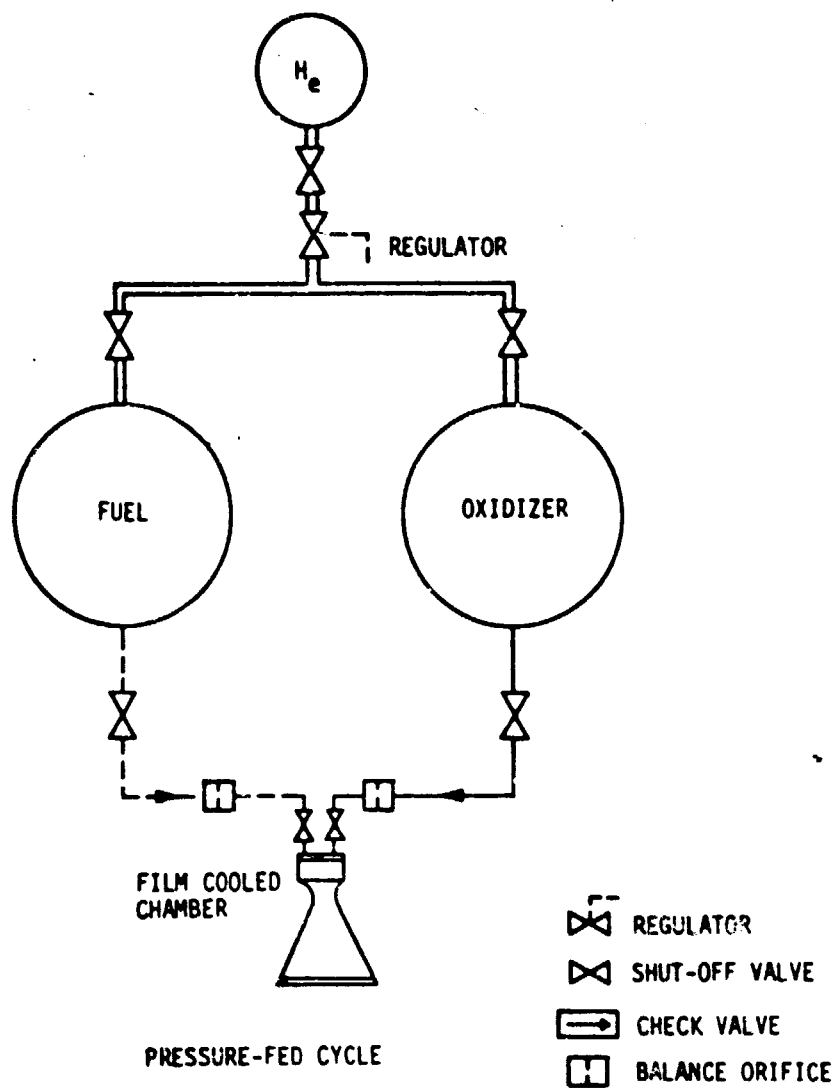 He
REGULATOR
FUEL
OXIDIZER
FILM COOLED
CHAMBER
PRESSURE-FED CYCLE
REGULATOR
SHUT-OFF VALVE
CHECK VALVE
BALANCE ORIFICE